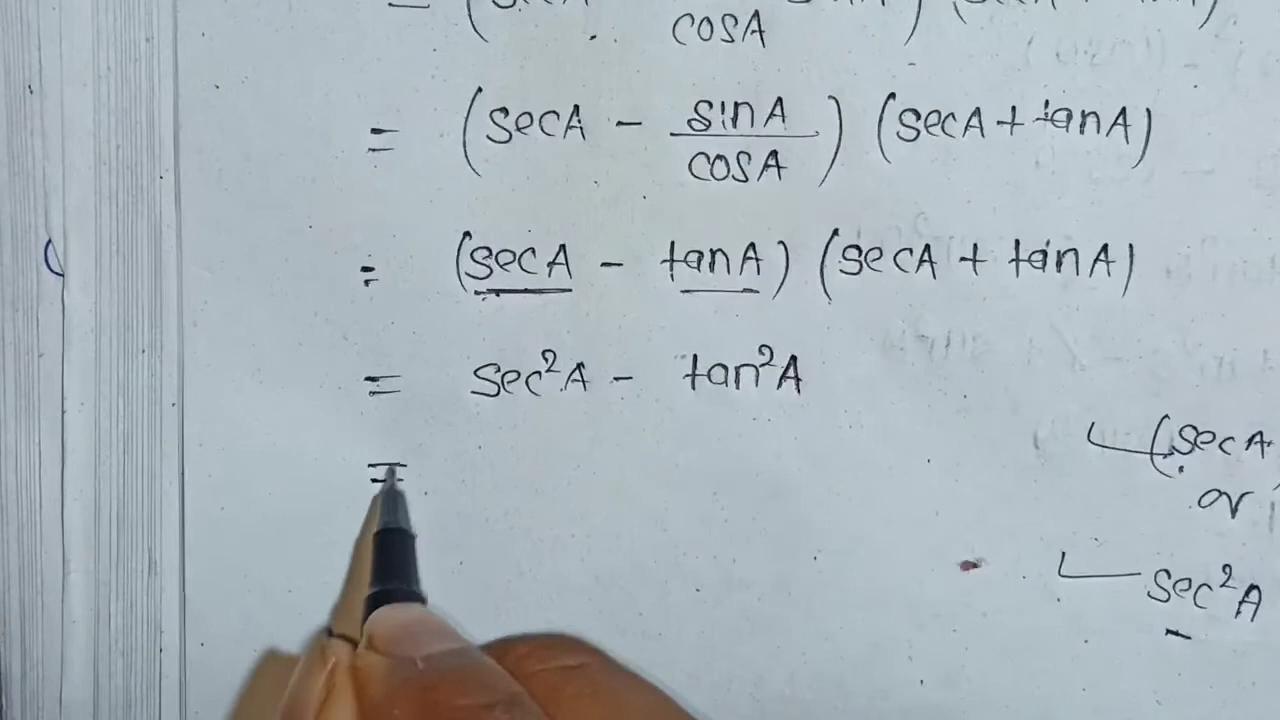 cosA
= (secA - sinA/cosA) (secA + tanA)
= (secA - tanA) (secA + tanA)
= sec²A - tan²A
=
(secA
or
sec²A